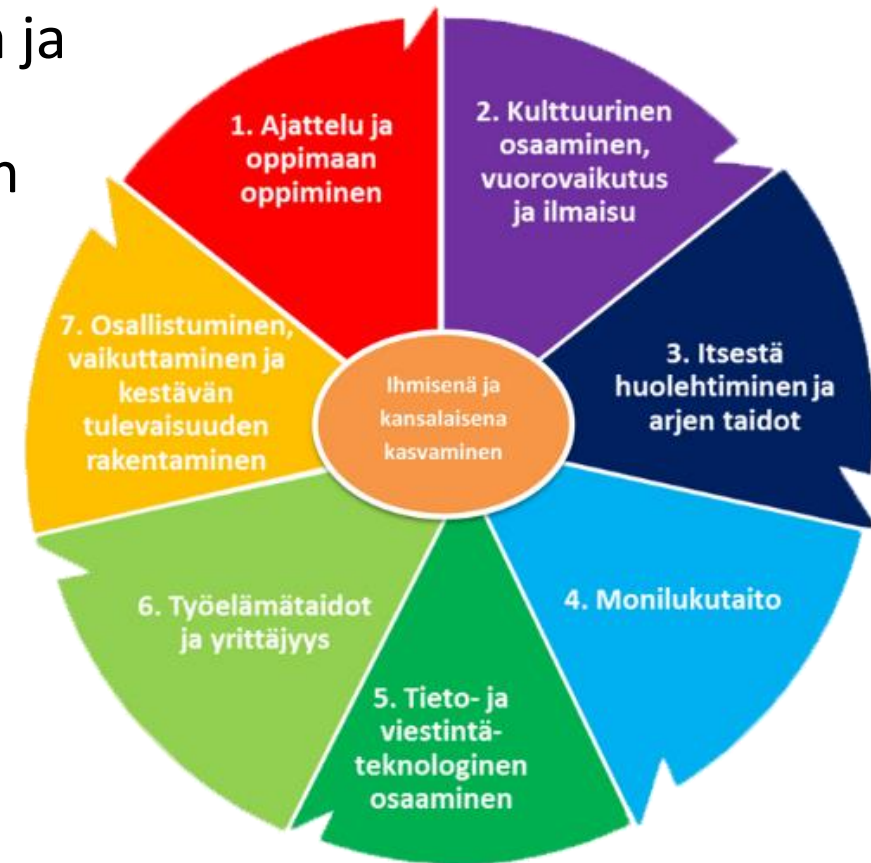 ja
1. Ajattelu ja
oppimaan
oppiminen
2. Kulttuurinen
osaaminen,
vuorovaikutus
ja ilmaisu
3. Itsestä
huolehtiminen ja
arjen taidot
4. Monilukutaito
5. Tieto- ja
viestintä-
teknologinen
osaaminen
6. Työelämätaidot
ja yrittäjyys
7. Osallistuminen,
vaikuttaminen ja
kestävän
tulevaisuuden
rakentaminen
Ihmisenä ja
kansalaisena
kasvaminen